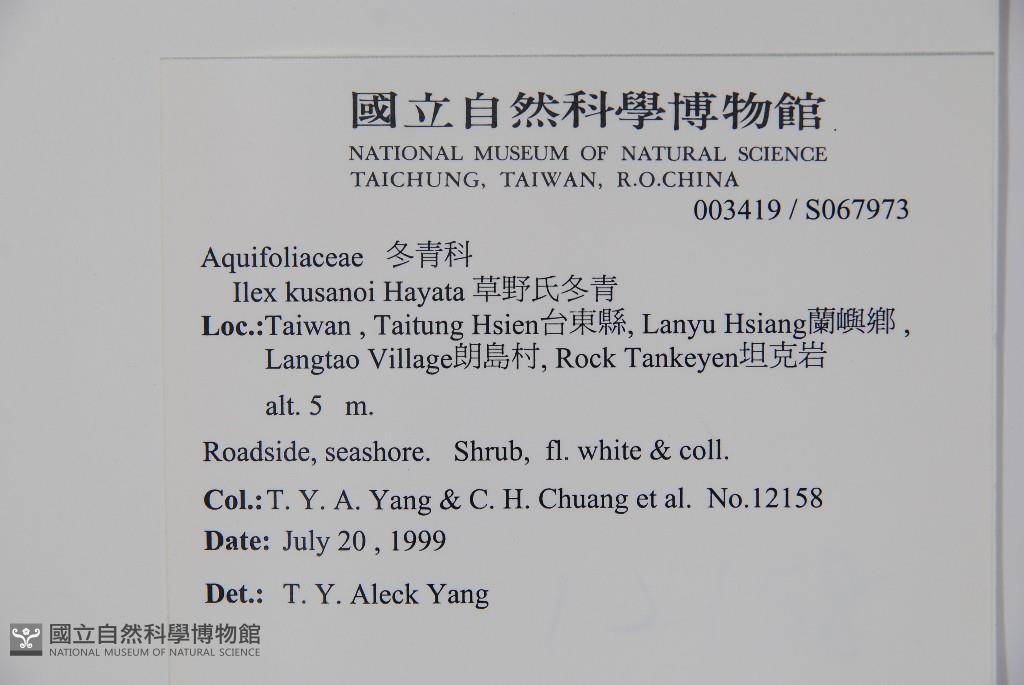 國立自然科學博物館
NATIONAL MUSEUM OF NATURAL SCIENCE
TAICHUNG, TAIWAN, R.O.CHINA
003419 / S067973
Aquifoliaceae 冬青科
Ilex kusanoi Hayata 草野氏冬青
Loc.:Taiwan , Taitung Hsien台東縣, Lanyu Hsiang蘭嶼鄉 ,
Langtao Village朗島村, Rock Tankeyen坦克岩
alt. 5 m.
Roadside, seashore. Shrub, fl. white & coll.
Col.: T. Y. A. Yang & C. H. Chuang et al. No.12158
Date: July 20 , 1999
Det.: T. Y. Aleck Yang
國立自然科學博物館
NATIONAL MUSEUM OF NATURAL SCIENCE